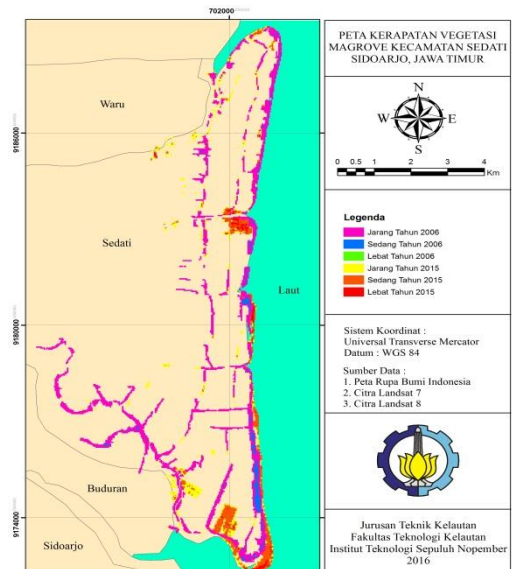 702000
9186000
9180000
9174000
Waru
Sedati
Laut
Buduran
Sidoarjo
PETA KERAPATAN VEGETASI
MAGROVE KECAMATAN SEDATI
SIDOARJO, JAWA TIMUR
N
W
E
S
0 0.5 1 2 3 4
Km
Legenda
Jarang Tahun 2006
Sedang Tahun 2006
Lebat Tahun 2006
Jarang Tahun 2015
Sedang Tahun 2015
Lebat Tahun 2015
Sistem Koordinat :
Universal Transverse Mercator
Datum : WGS 84
Sumber Data :
1. Peta Rupa Bumi Indonesia
2. Citra Landsat 7
3. Citra Landsat 8
Jurusan Teknik Kelautan
Fakultas Teknologi Kelautan
Institut Teknologi Sepuluh Nopember
2016